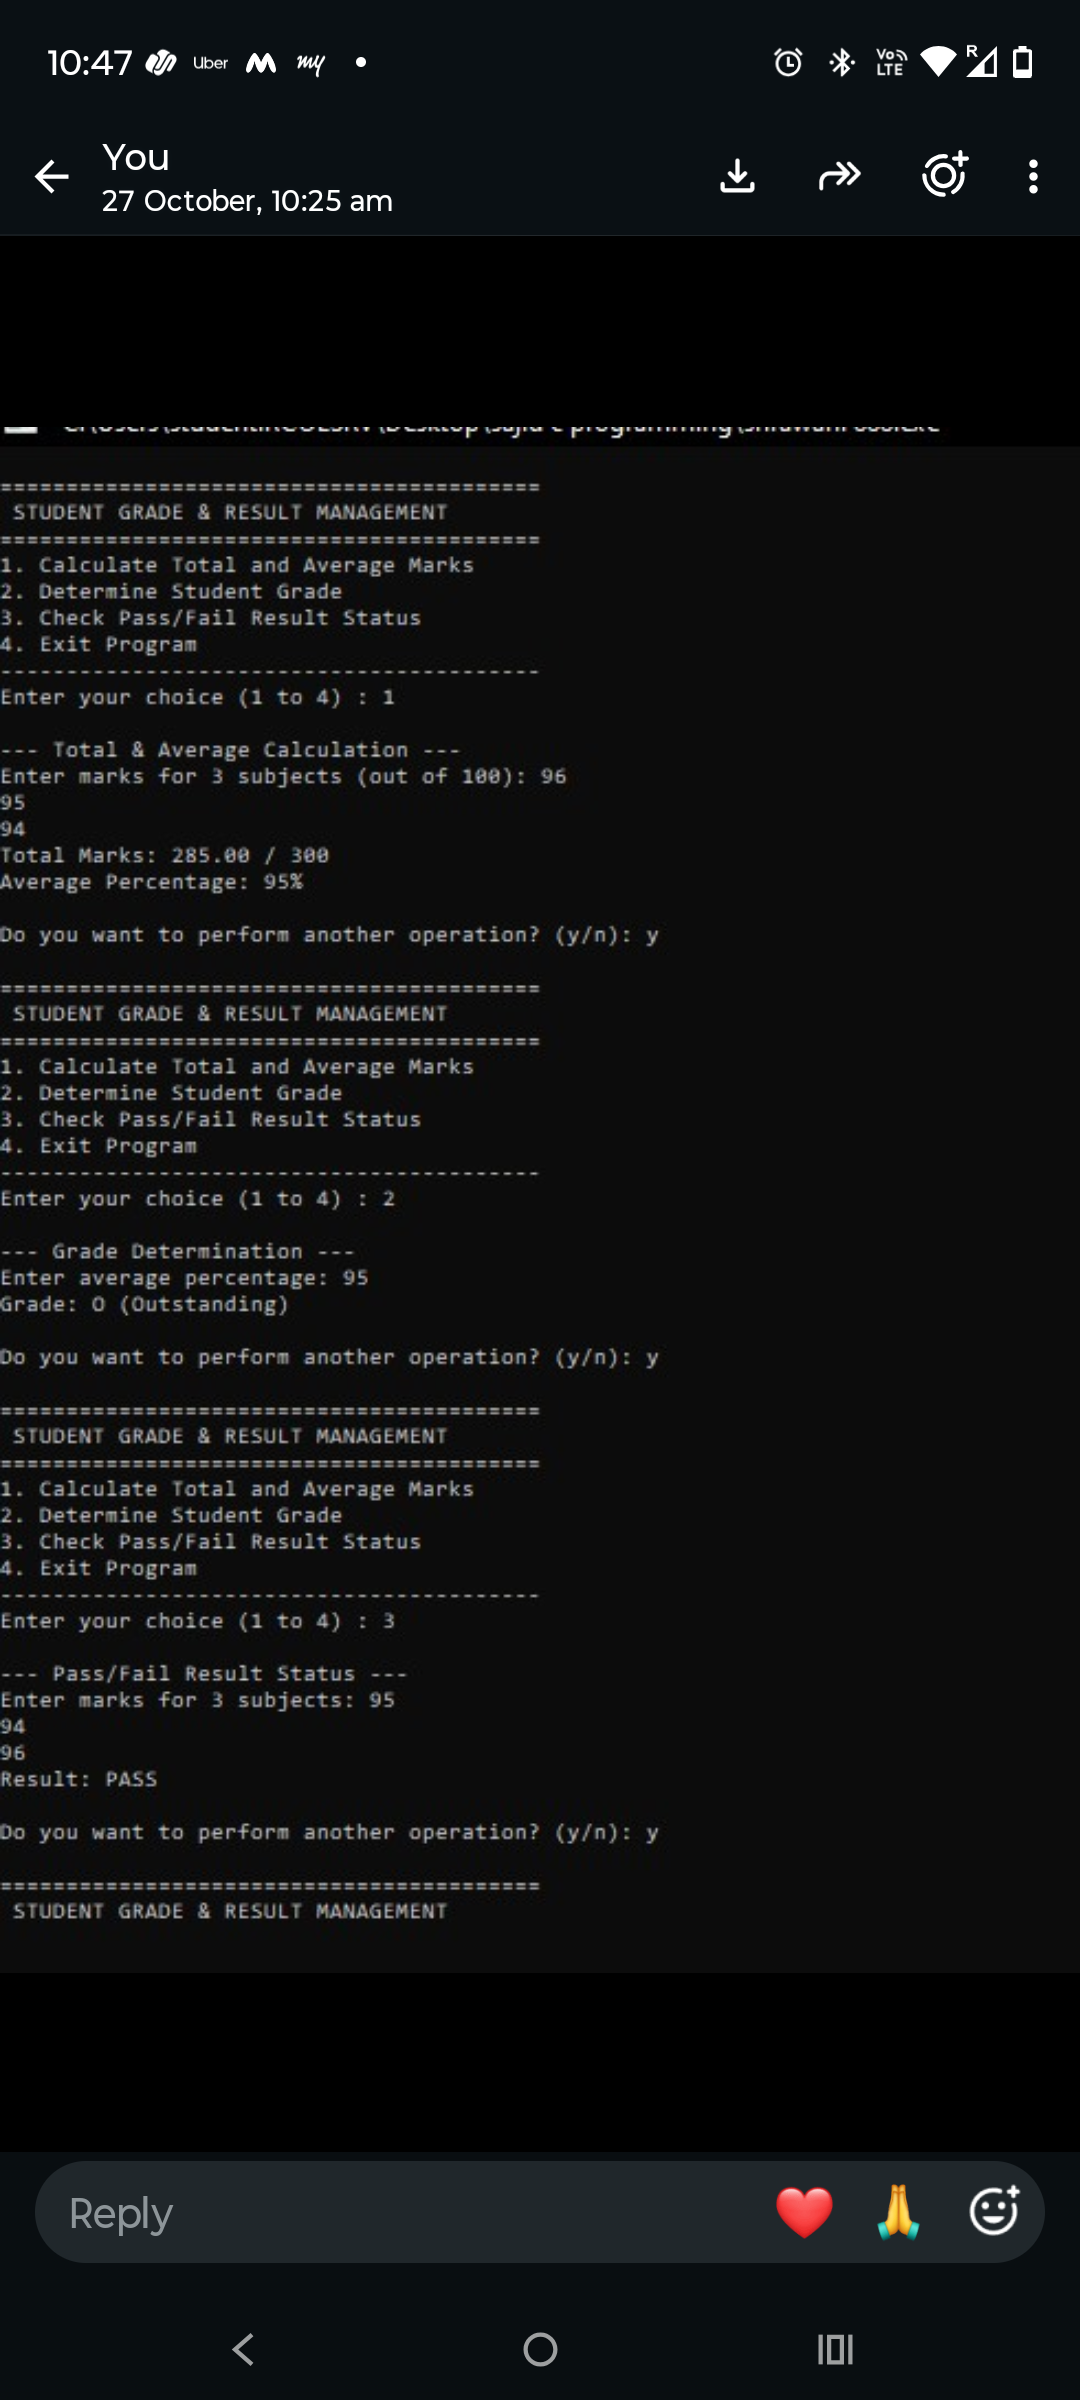 10:47 Uber my VoLTE R
You
27 October, 10:25 am
==========================================
STUDENT GRADE & RESULT MANAGEMENT
==========================================
1. Calculate Total and Average Marks
2. Determine Student Grade
3. Check Pass/Fail Result Status
4. Exit Program
------------------------------------------
Enter your choice (1 to 4) : 1
--- Total & Average Calculation ---
Enter marks for 3 subjects (out of 100): 96
95
94
Total Marks: 285.00 / 300
Average Percentage: 95%
Do you want to perform another operation? (y/n): y
==========================================
STUDENT GRADE & RESULT MANAGEMENT
==========================================
1. Calculate Total and Average Marks
2. Determine Student Grade
3. Check Pass/Fail Result Status
4. Exit Program
------------------------------------------
Enter your choice (1 to 4) : 2
--- Grade Determination ---
Enter average percentage: 95
Grade: O (Outstanding)
Do you want to perform another operation? (y/n): y
==========================================
STUDENT GRADE & RESULT MANAGEMENT
==========================================
1. Calculate Total and Average Marks
2. Determine Student Grade
3. Check Pass/Fail Result Status
4. Exit Program
------------------------------------------
Enter your choice (1 to 4) : 3
--- Pass/Fail Result Status ---
Enter marks for 3 subjects: 95
94
96
Result: PASS
Do you want to perform another operation? (y/n): y
==========================================
STUDENT GRADE & RESULT MANAGEMENT
Reply